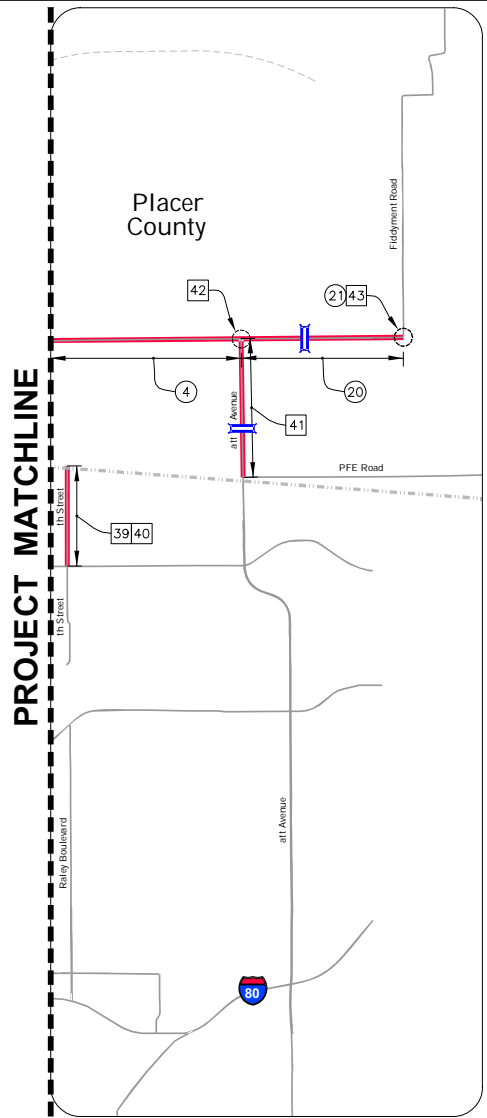 Placer
County
Fiddyment Road
42
21 43
4
20
att Avenue
41
PFE Road
th Street
39 40
th Street
PROJECT MATCHLINE
att Avenue
Raley Boulevard
80